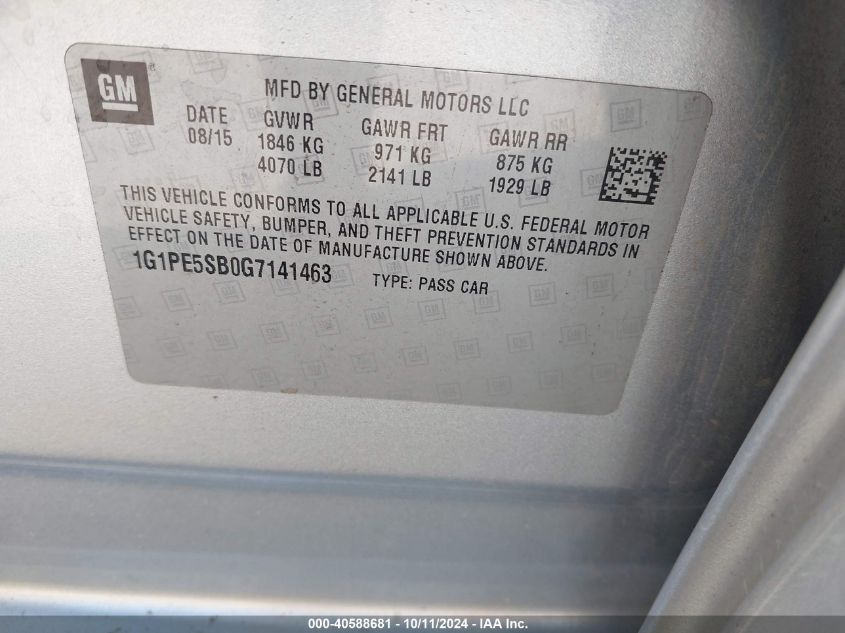 GM
MFD BY GENERAL MOTORS LLC
DATE GVWR GAWR FRT GAWR RR
08/15 1846 KG 971 KG 875 KG
4070 LB 2141 LB 1929 LB
THIS VEHICLE CONFORMS TO ALL APPLICABLE U.S. FEDERAL MOTOR
VEHICLE SAFETY, BUMPER, AND THEFT PREVENTION STANDARDS IN
EFFECT ON THE DATE OF MANUFACTURE SHOWN ABOVE.
1G1PE5SB0G7141463 TYPE: PASS CAR
000-40588681 - 10/11/2024 - IAA Inc.